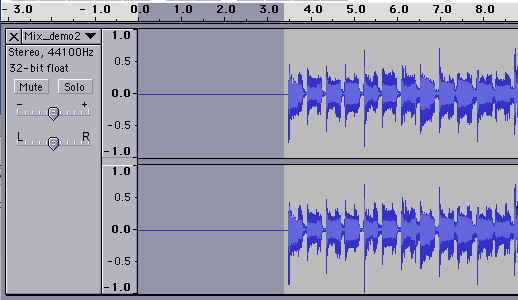 - 3.0 - 1.0 0.0 1.0 2.0 3.0 4.0 5.0 6.0 7.0 8.0
X Mix_demo2 ▼
Stereo, 44100Hz
32-bit float
Mute Solo
- +
L R
1.0
0.5
0.0
-0.5
-1.0
1.0
0.5
0.0
-0.5
-1.0